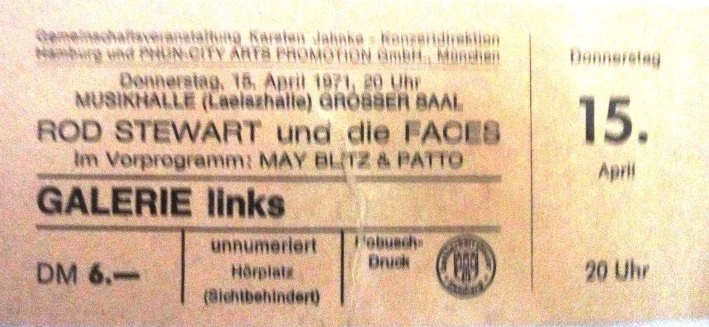 Gemeinschaftsveranstaltung Karsten Jahnke - Konzertdirektion
Hamburg und PHUN-CITY ARTS PROMOTION GmbH., München
Donnerstag, 15. April 1971, 20 Uhr
MUSIKHALLE (Laeiszhalle) GROSSER SAAL
ROD STEWART und die FACES
Im Vorprogramm: MAY BLITZ & PATTO
GALERIE links
DM 6.—
unnumeriert
Hörplatz
(Sichtbehindert)
Druck
Donnerstag
15.
April
20 Uhr